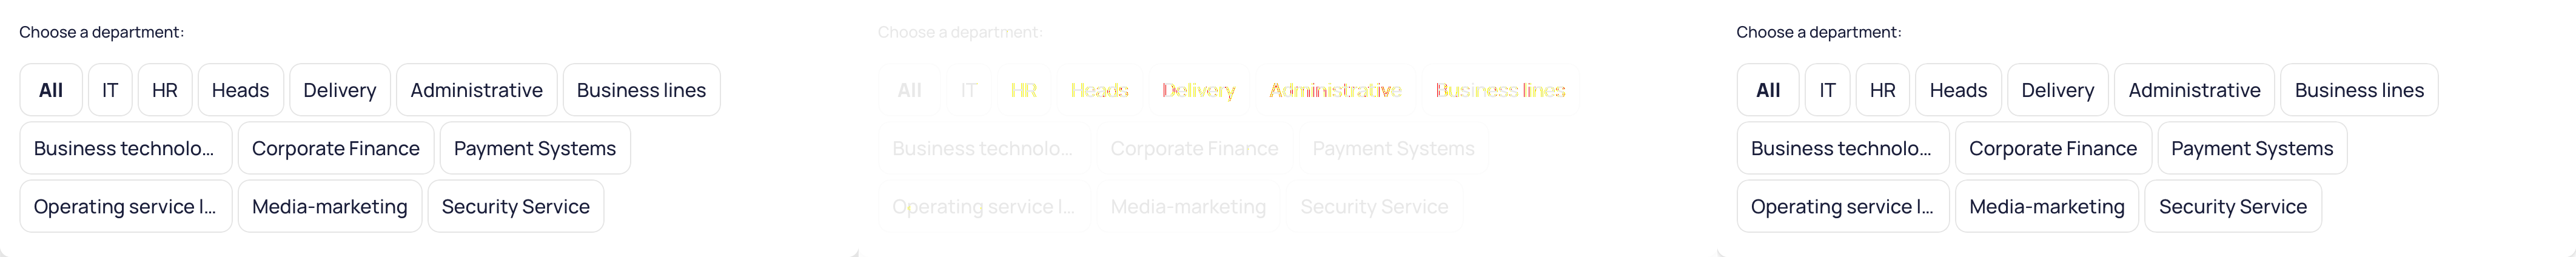 Choose a department:
All IT HR Heads Delivery Administrative Business lines
Business technolo... Corporate Finance Payment Systems
Operating service l... Media-marketing Security Service
Choose a department:
All IT HR Heads Delivery Administrative Business lines
Business technolo... Corporate Finance Payment Systems
Operating service l... Media-marketing Security Service
Choose a department:
All IT HR Heads Delivery Administrative Business lines
Business technolo... Corporate Finance Payment Systems
Operating service l... Media-marketing Security Service